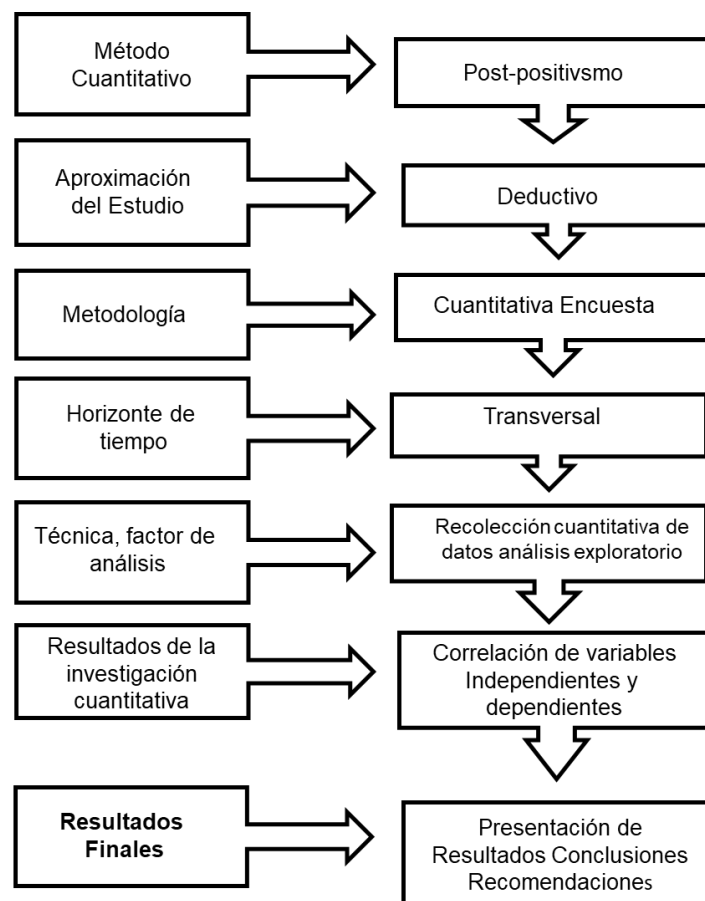 Método
Cuantitativo
Post-positivsmo
Aproximación
del Estudio
Deductivo
Metodología
Cuantitativa Encuesta
Horizonte de
tiempo
Transversal
Técnica, factor de
análisis
Recolección cuantitativa de
datos análisis exploratorio
Resultados de la
investigación
cuantitativa
Correlación de variables
Independientes y
dependientes
Resultados
Finales
Presentación de
Resultados Conclusiones
Recomendaciones